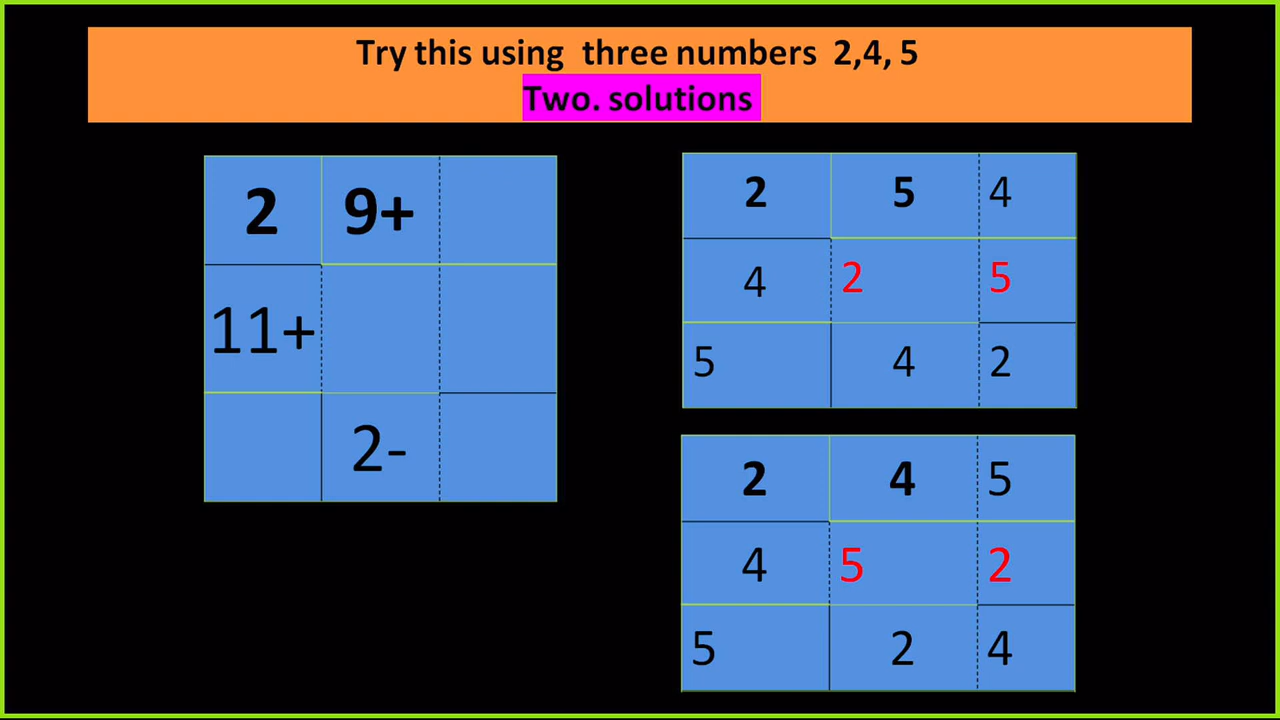 Try this using three numbers 2,4, 5
Two. solutions
2 9+
11+
2-
2 5 4
4 2 5
5 4 2
2 4 5
4 5 2
5 2 4